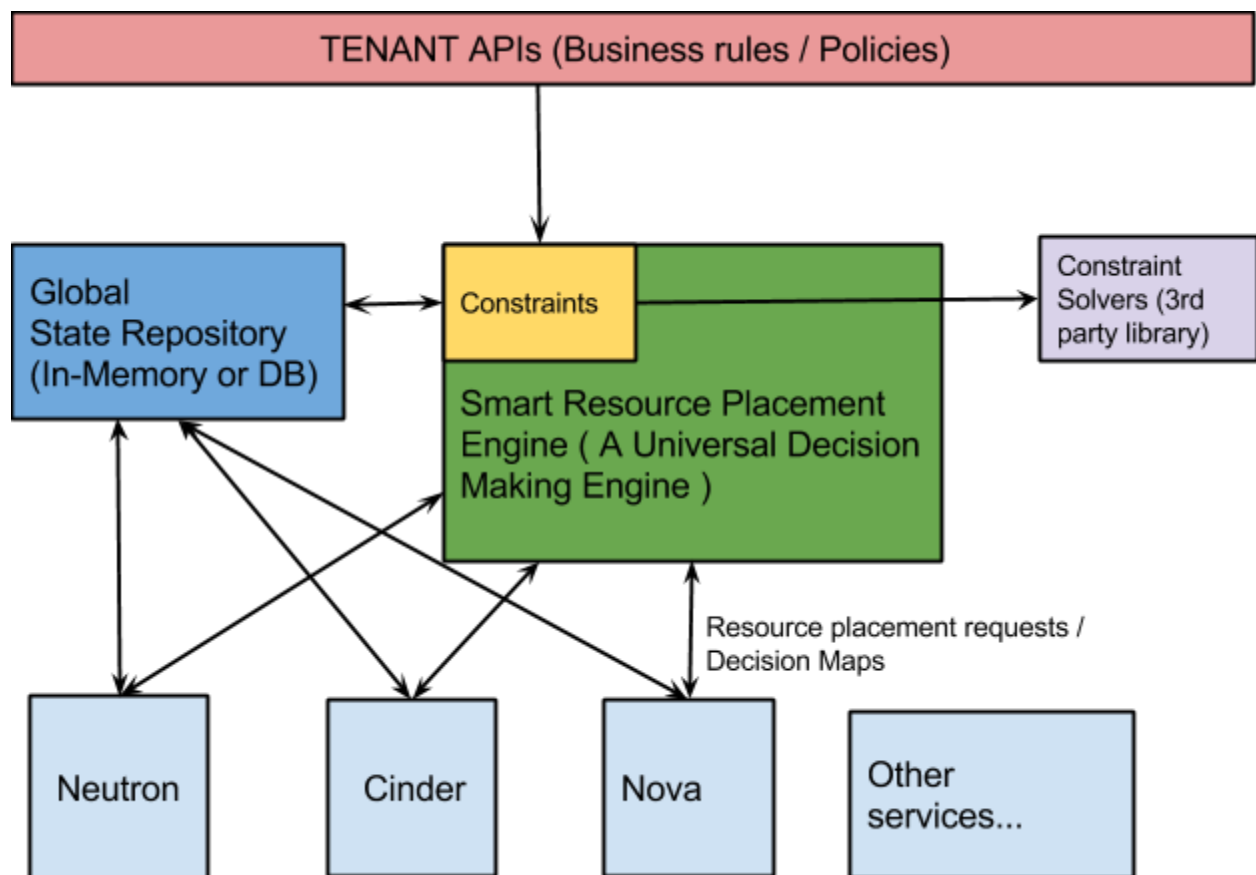 TENANT APIs (Business rules / Policies)
Global
State Repository
(In-Memory or DB)
Constraints
Constraint
Solvers (3rd
party library)
Smart Resource Placement
Engine ( A Universal Decision
Making Engine )
Resource placement requests /
Decision Maps
Neutron
Cinder
Nova
Other
services...